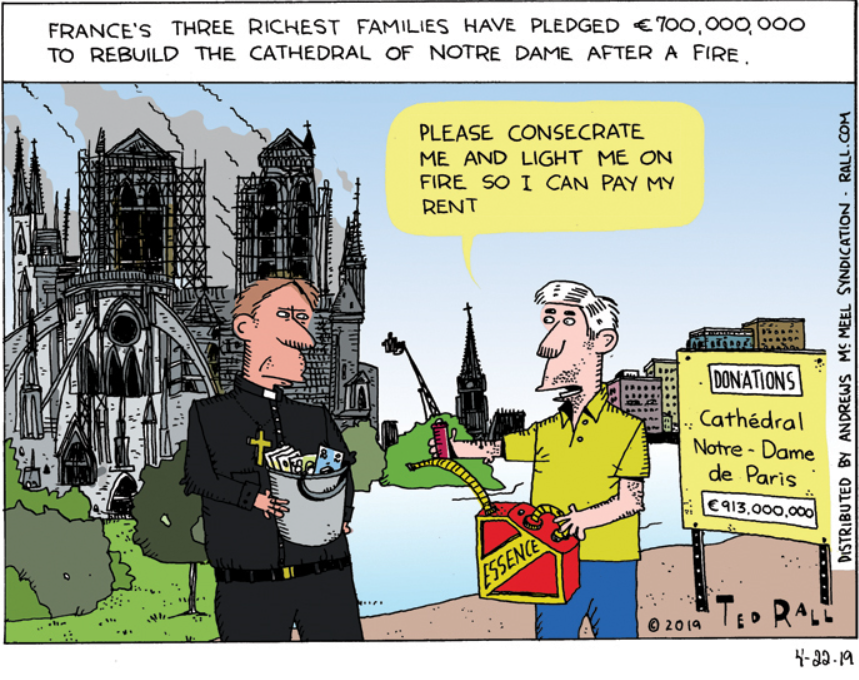 FRANCE'S THREE RICHEST FAMILIES HAVE PLEDGED €700,000,000
TO REBUILD THE CATHEDRAL OF NOTRE DAME AFTER A FIRE.
PLEASE CONSECRATE
ME AND LIGHT ME ON
FIRE SO I CAN PAY MY
RENT
DONATIONS
Cathédral
Notre-Dame
de Paris
€913,000,000
ESSENCE
©2019 TED RALL
DISTRIBUTED BY ANDREWS MCMEEL SYNDICATION · RALL.COM
4-22-19